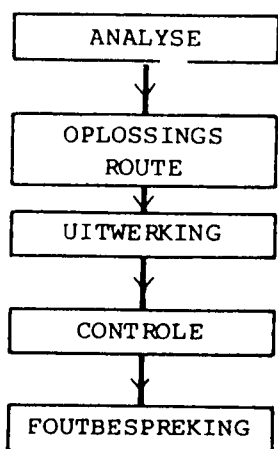 ANALYSE
OPLOSSINGS
ROUTE
UITWERKING
CONTROLE
FOUTBESPREKING